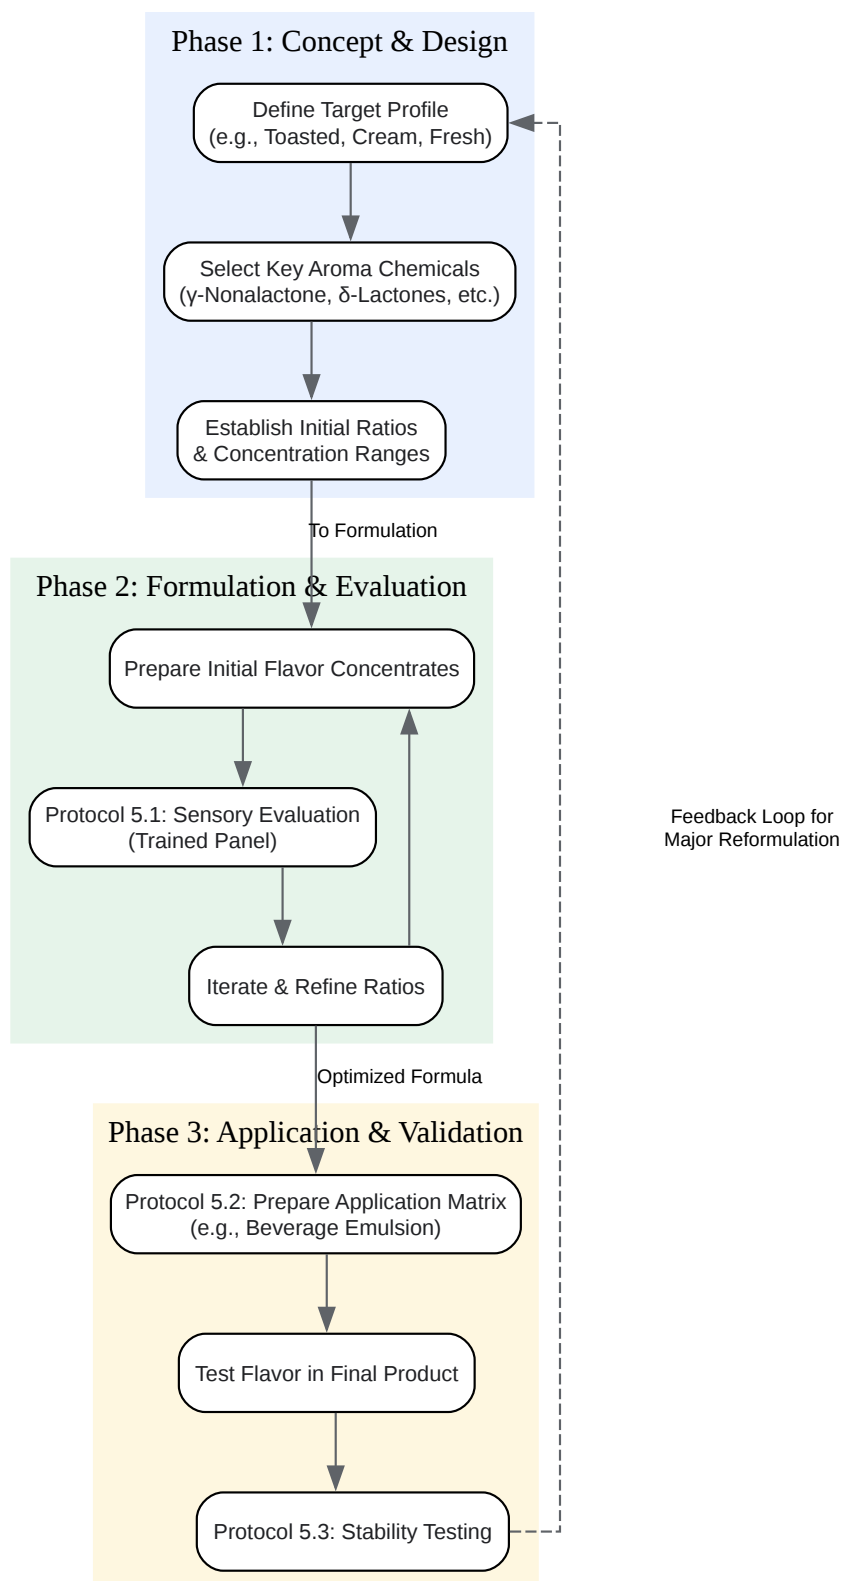 Phase 1: Concept & Design
Define Target Profile
(e.g., Toasted, Cream, Fresh)
Select Key Aroma Chemicals
(γ-Nonalactone, δ-Lactones, etc.)
Establish Initial Ratios
& Concentration Ranges
To Formulation
Phase 2: Formulation & Evaluation
Prepare Initial Flavor Concentrates
Protocol 5.1: Sensory Evaluation
(Trained Panel)
Feedback Loop for
Major Reformulation
Iterate & Refine Ratios
Optimized Formula
Phase 3: Application & Validation
Protocol 5.2: Prepare Application Matrix
(e.g., Beverage Emulsion)
Test Flavor in Final Product
Protocol 5.3: Stability Testing